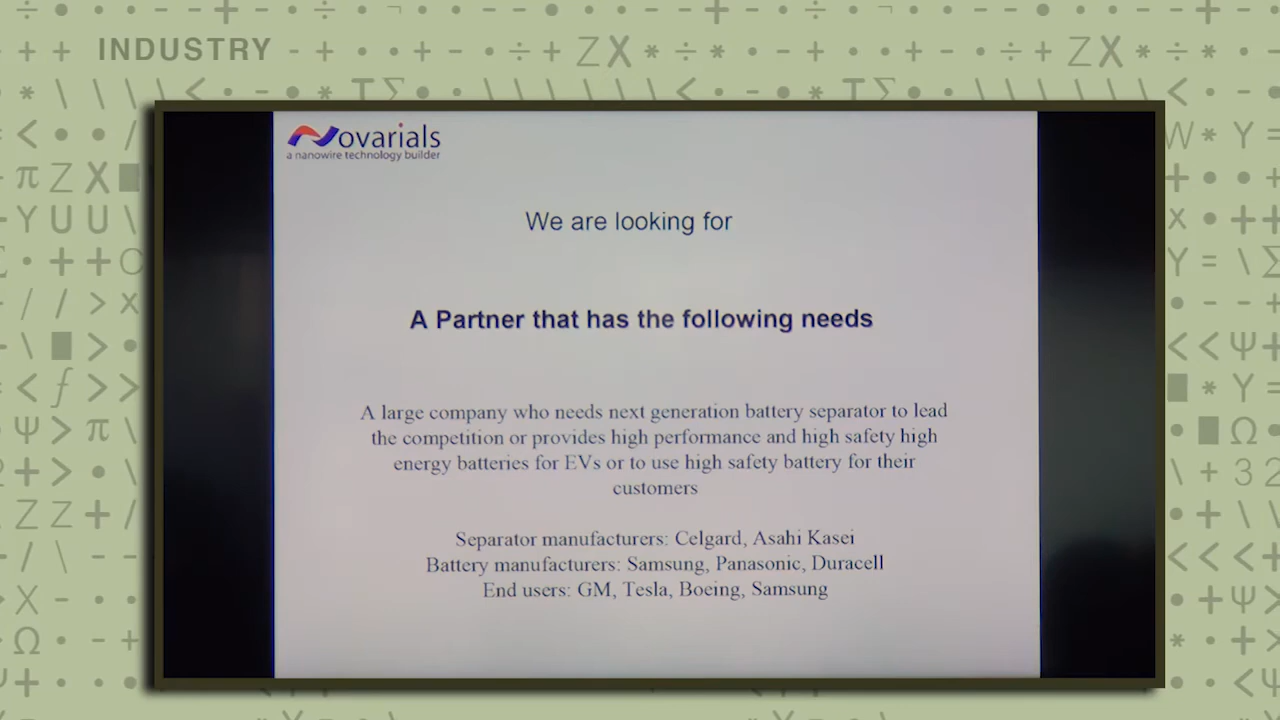 INDUSTRY
Novarials
a nanowire technology builder
We are looking for
A Partner that has the following needs
A large company who needs next generation battery separator to lead
the competition or provides high performance and high safety high
energy batteries for EVs or to use high safety battery for their
customers
Separator manufacturers: Celgard, Asahi Kasei
Battery manufacturers: Samsung, Panasonic, Duracell
End users: GM, Tesla, Boeing, Samsung